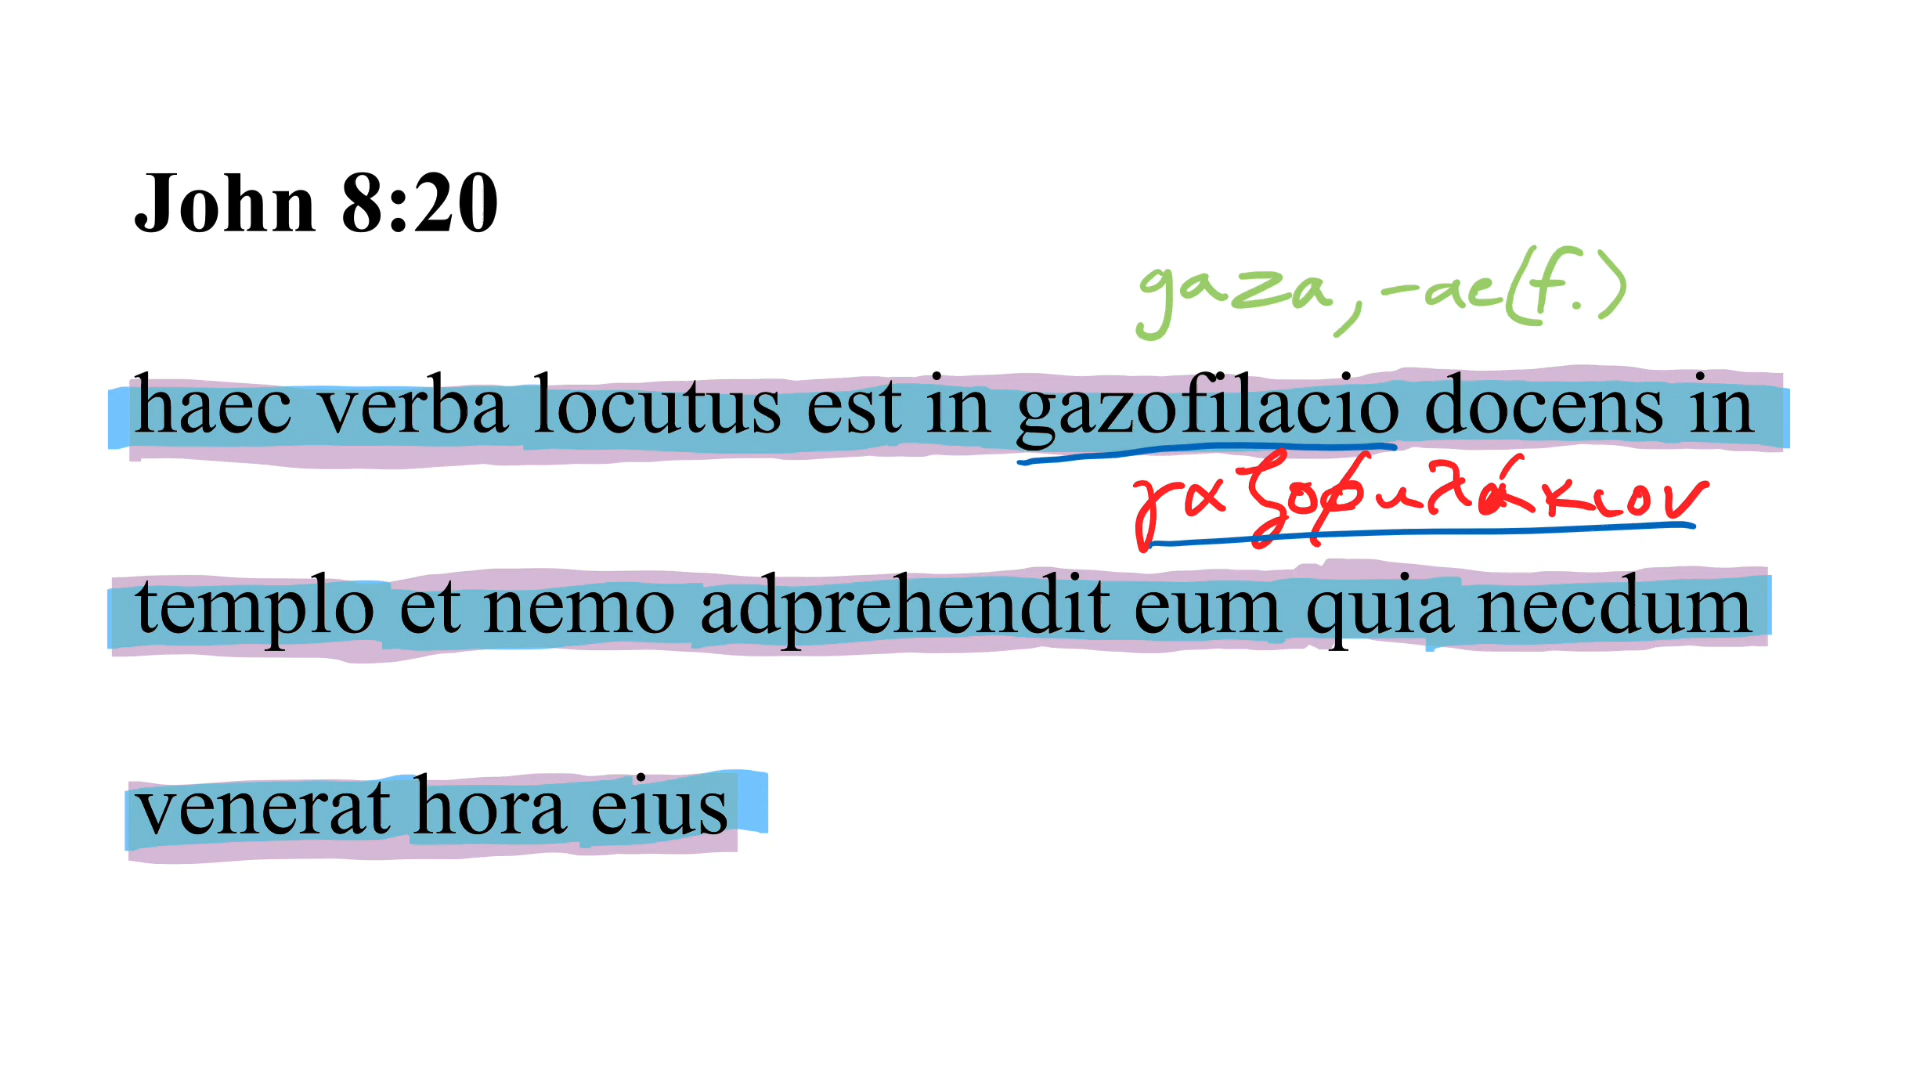 John 8:20
gaza, -ae (f.)
haec verba locutus est in gazofilacio docens in
γαζοφυλάκιον
templo et nemo adprehendit eum quia necdum
venerat hora eius